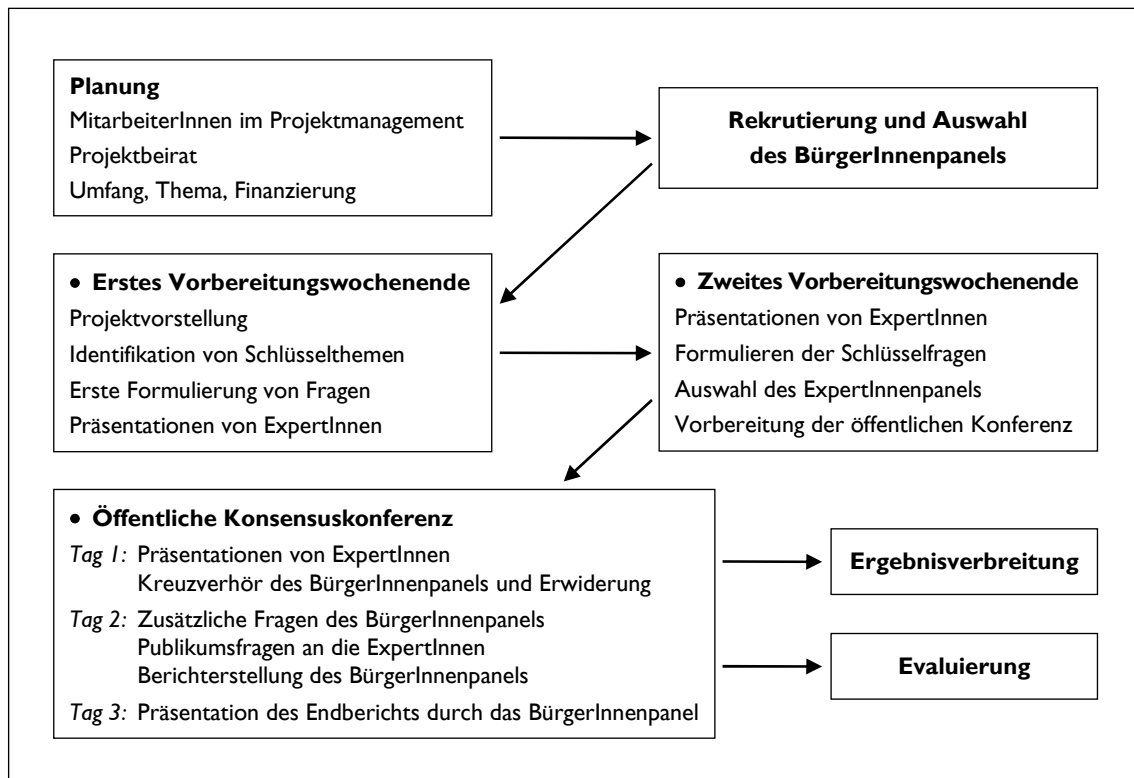 Planung
MitarbeiterInnen im Projektmanagement
Projektbeirat
Umfang, Thema, Finanzierung
Rekrutierung und Auswahl
des BürgerInnenpanels
• Erstes Vorbereitungswochenende
Projektvorstellung
Identifikation von Schlüsselthemen
Erste Formulierung von Fragen
Präsentationen von ExpertInnen
• Zweites Vorbereitungswochenende
Präsentationen von ExpertInnen
Formulieren der Schlüsselfragen
Auswahl des ExpertInnenpanels
Vorbereitung der öffentlichen Konferenz
• Öffentliche Konsensuskonferenz
Tag 1: Präsentationen von ExpertInnen
Kreuzverhör des BürgerInnenpanels und Erwiderung
Tag 2: Zusätzliche Fragen des BürgerInnenpanels
Publikumsfragen an die ExpertInnen
Berichterstellung des BürgerInnenpanels
Tag 3: Präsentation des Endberichts durch das BürgerInnenpanel
Ergebnisverbreitung
Evaluierung